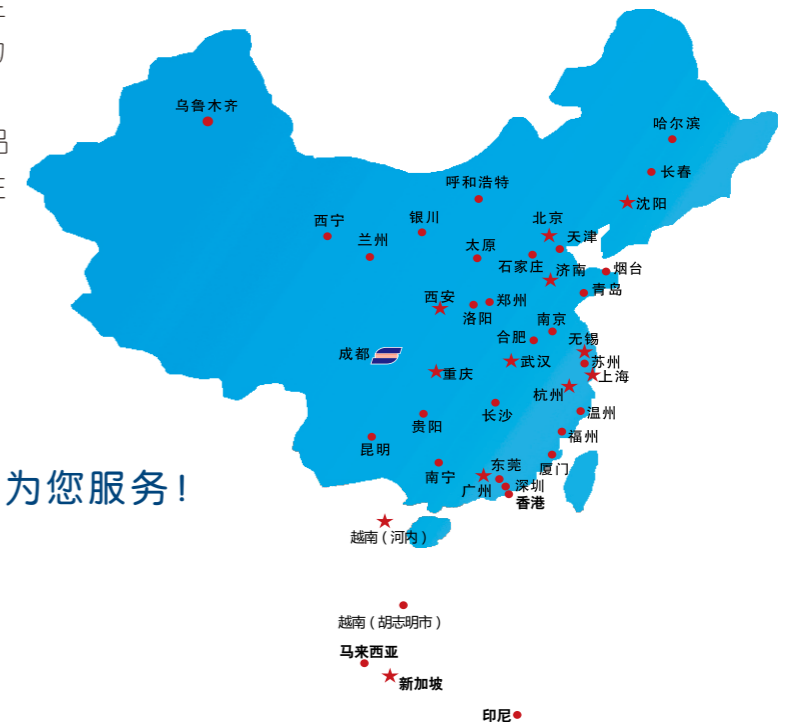 乌鲁木齐
哈尔滨
长春
呼和浩特
沈阳
西宁
银川
北京
兰州
太原
天津
石家庄
济南
烟台
青岛
西安
郑州
洛阳
南京
合肥
无锡
成都
武汉
苏州
重庆
上海
杭州
长沙
温州
贵阳
福州
昆明
厦门
南宁
东莞
广州
深圳
为您服务!
香港
越南(河内)
越南(胡志明市)
马来西亚
新加坡
印尼